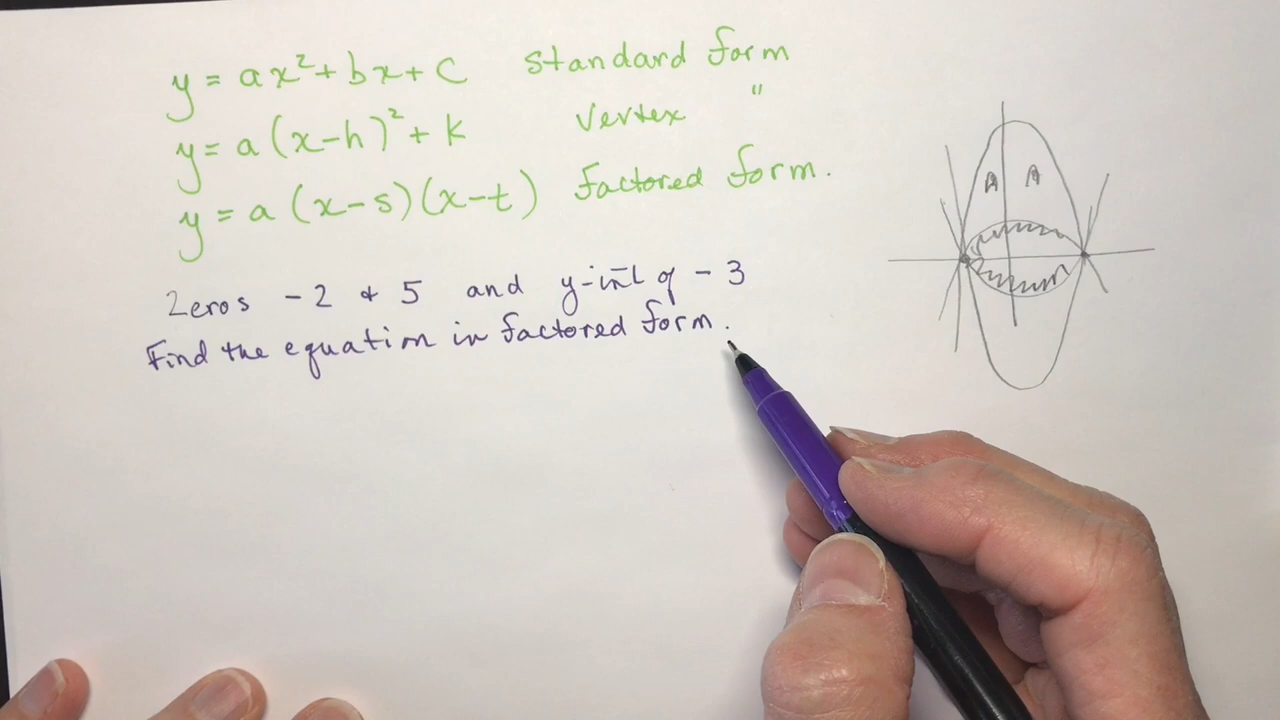 y = ax² + bx + c standard form
y = a(x-h)² + k vertex "
y = a(x-s)(x-t) factored form.
Zeros -2 & 5 and y-int of -3
Find the equation in factored form.